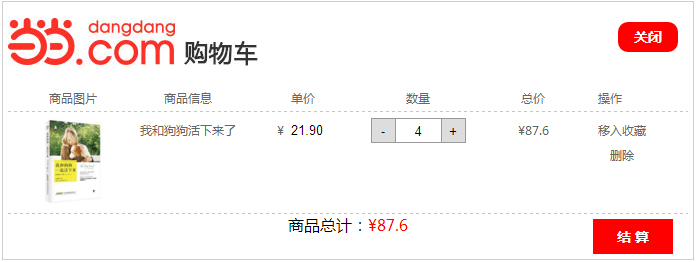 dangdang
当当.com 购物车
关闭
商品图片 商品信息 单价 数量 总价 操作
我和狗狗活下来了 ¥ 21.90 - 4 + ¥87.6 移入收藏
删除
商品总计：¥87.6
结 算